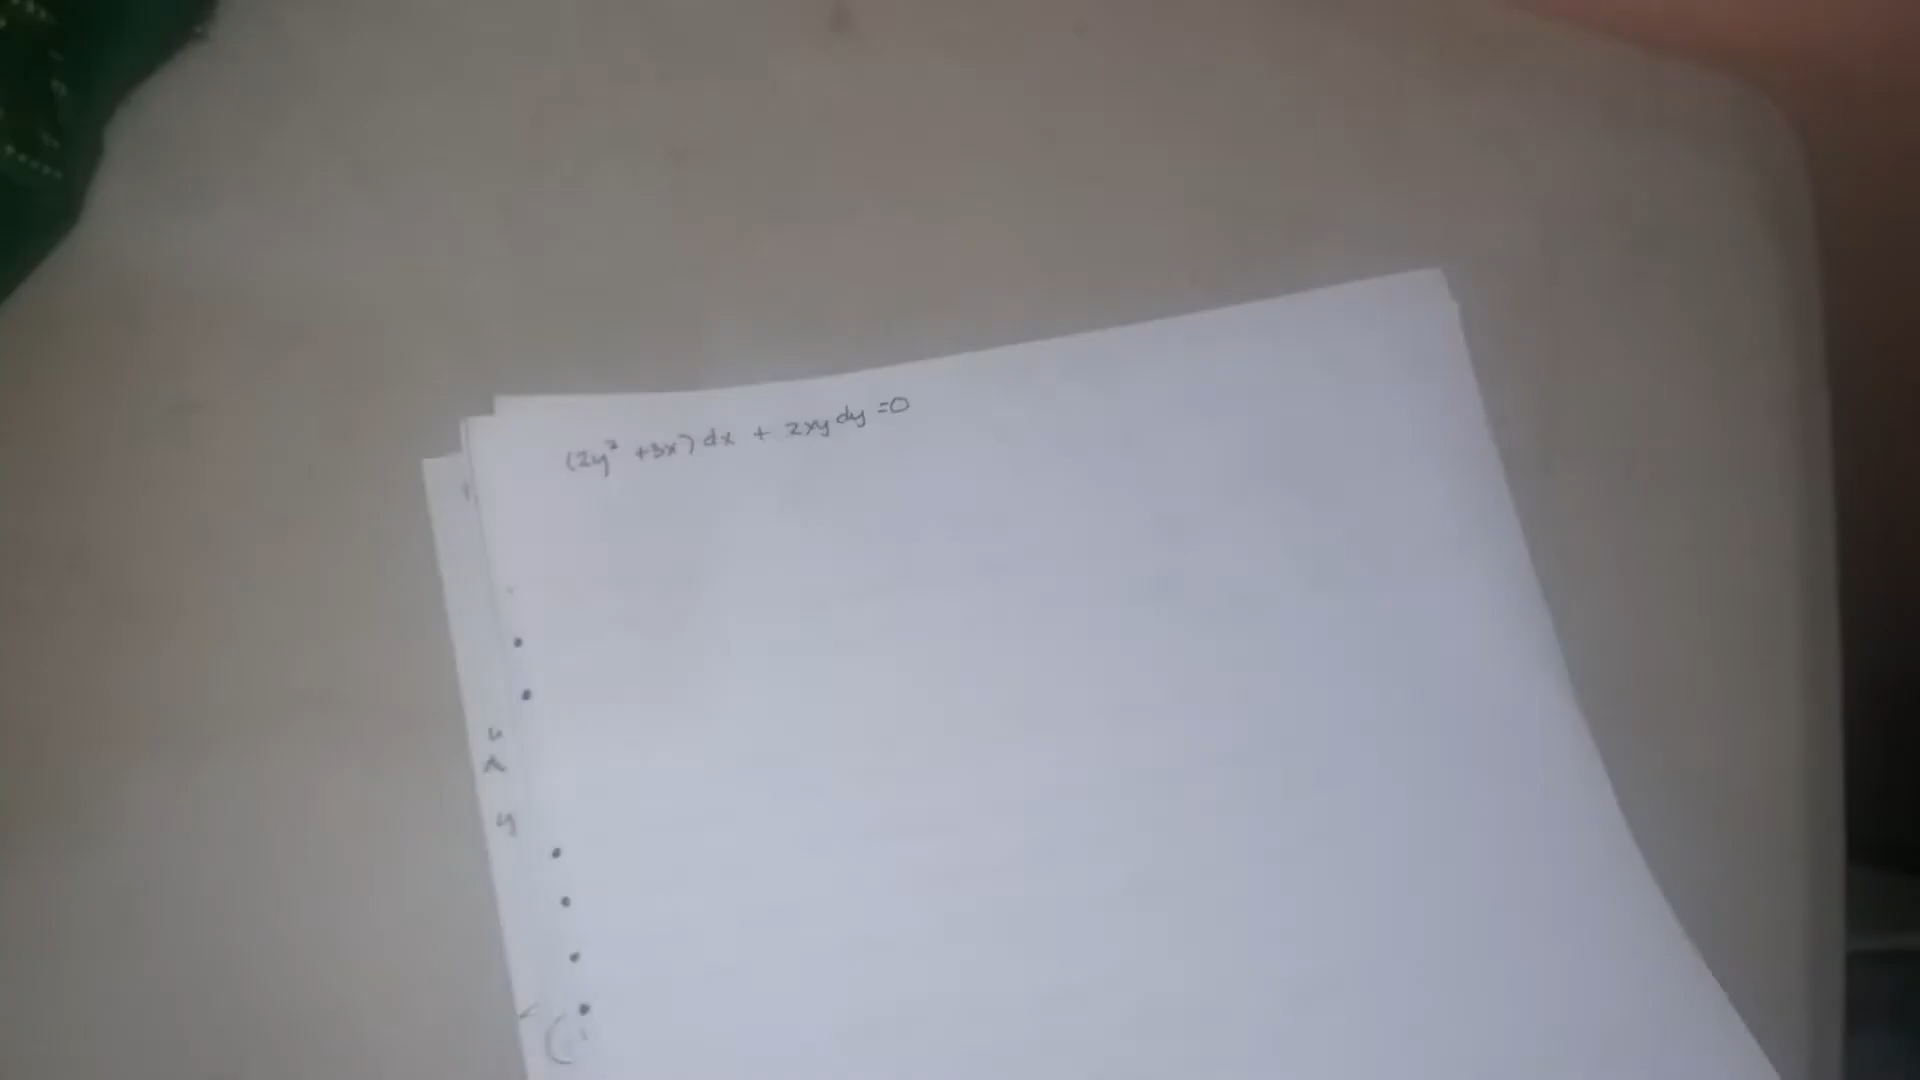 (2y² +3x) dx + 2xy dy =0
u
x
y